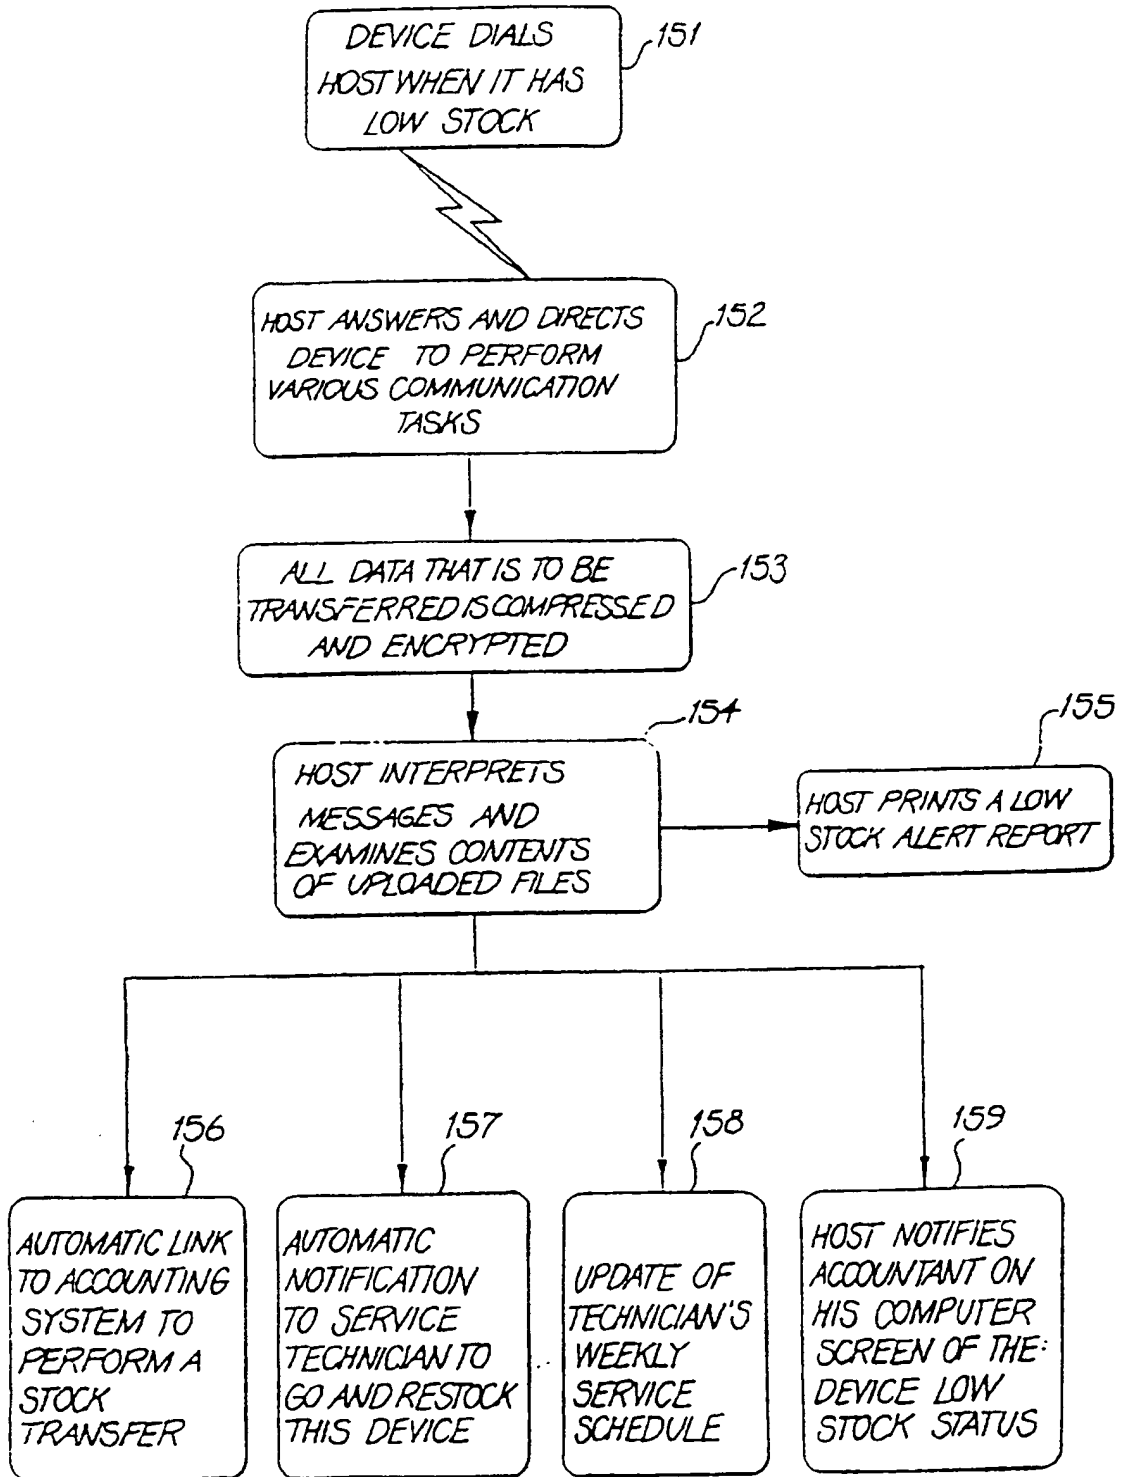 DEVICE DIALS
HOST WHEN IT HAS
LOW STOCK
151
HOST ANSWERS AND DIRECTS
DEVICE TO PERFORM
VARIOUS COMMUNICATION
TASKS
152
ALL DATA THAT IS TO BE
TRANSFERRED IS COMPRESSED
AND ENCRYPTED
153
HOST INTERPRETS
MESSAGES AND
EXAMINES CONTENTS
OF UPLOADED FILES
154
HOST PRINTS A LOW
STOCK ALERT REPORT
155
156
AUTOMATIC LINK
TO ACCOUNTING
SYSTEM TO
PERFORM A
STOCK
TRANSFER
157
AUTOMATIC
NOTIFICATION
TO SERVICE
TECHNICIAN TO
GO AND RESTOCK
THIS DEVICE
158
UPDATE OF
TECHNICIAN'S
WEEKLY
SERVICE
SCHEDULE
159
HOST NOTIFIES
ACCOUNTANT ON
HIS COMPUTER
SCREEN OF THE:
DEVICE LOW
STOCK STATUS